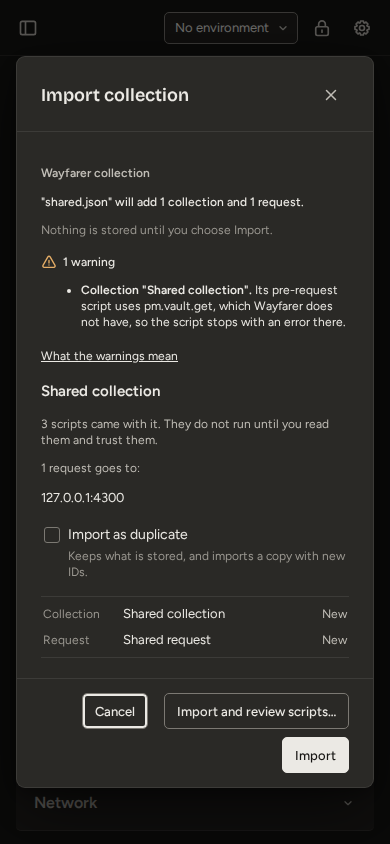 No environment
Import collection
Wayfarer collection
"shared.json" will add 1 collection and 1 request.
Nothing is stored until you choose Import.
1 warning
• Collection "Shared collection". Its pre-request
script uses pm.vault.get, which Wayfarer does
not have, so the script stops with an error there.
What the warnings mean
Shared collection
3 scripts came with it. They do not run until you read
them and trust them.
1 request goes to:
127.0.0.1:4300
Import as duplicate
Keeps what is stored, and imports a copy with new
IDs.
Collection Shared collection New
Request Shared request New
Cancel Import and review scripts...
Import
Network